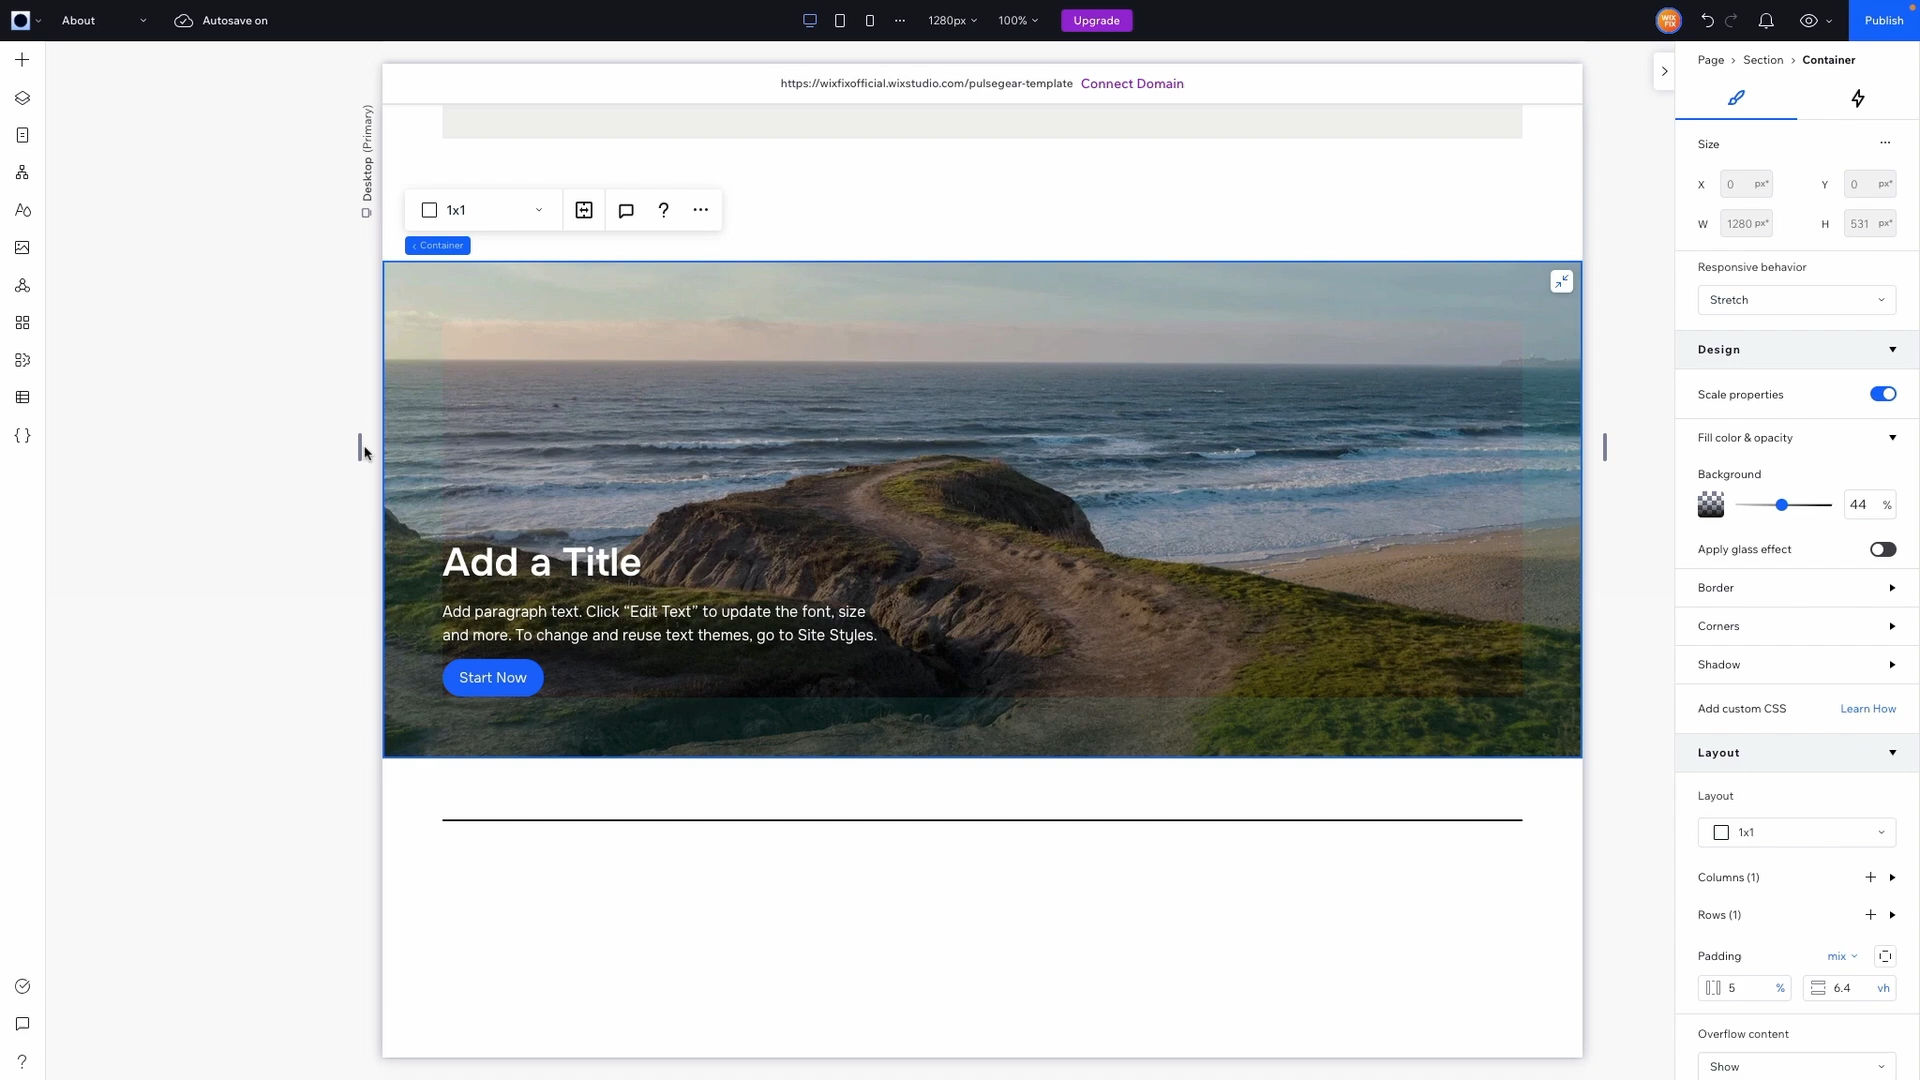 About
Autosave on
1280px
100%
Upgrade
WIX
FIX
Publish
https://wixfixofficial.wixstudio.com/pulsegear-template Connect Domain
Desktop (Primary)
1x1
?
Container
Add a Title
Add paragraph text. Click “Edit Text” to update the font, size
and more. To change and reuse text themes, go to Site Styles.
Start Now
Page > Section > Container
Size
X 0 px* Y 0 px*
W 1280 px* H 531 px*
Responsive behavior
Stretch
Design
Scale properties
Fill color & opacity
Background
44 %
Apply glass effect
Border
Corners
Shadow
Add custom CSS Learn How
Layout
Layout
1x1
Columns (1)
Rows (1)
Padding mix
5 % 6.4 vh
Overflow content
Show